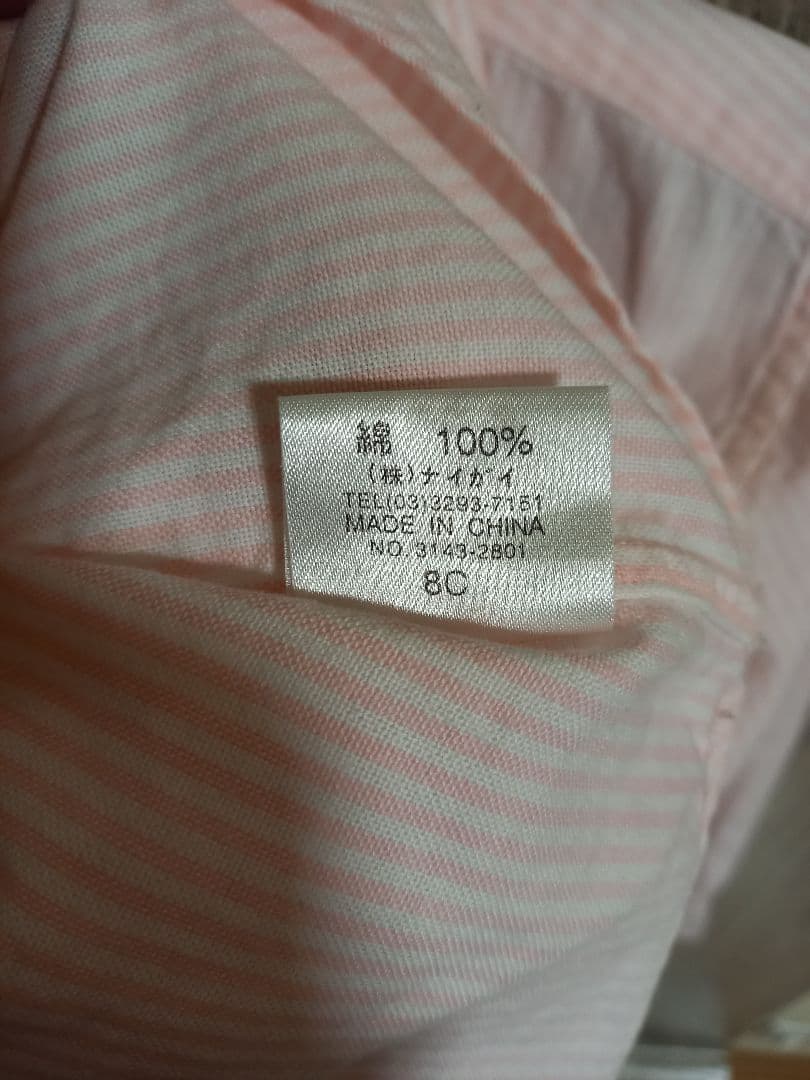 綿 100%
(株)ナイガイ
TEL(03)3293-7151
MADE IN CHINA
NO. 3143-2801
8C